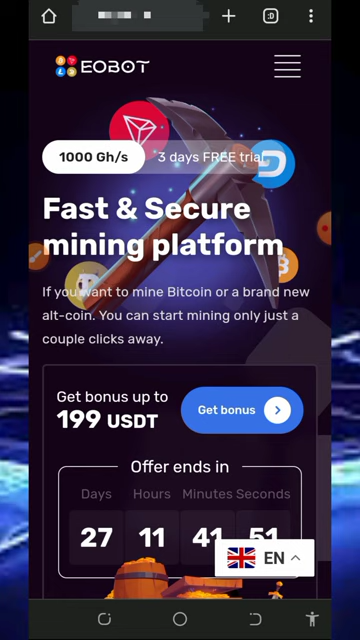 :D
EOBOT
1000 Gh/s
3 days FREE trial
Fast & Secure
mining platform
If you want to mine Bitcoin or a brand new
alt-coin. You can start mining only just a
couple clicks away.
Get bonus up to
199 USDT
Get bonus
Offer ends in
Days Hours Minutes Seconds
27 11 41 51
EN